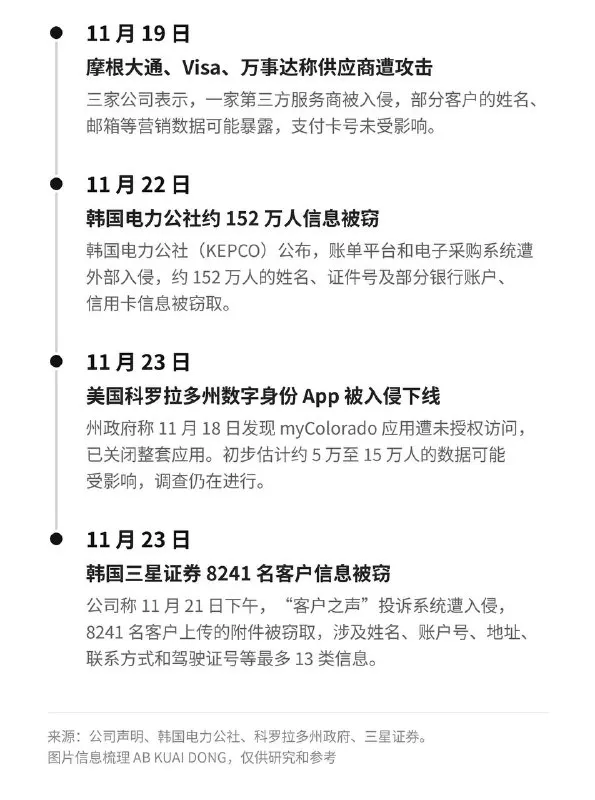 11 月 19 日
摩根大通、Visa、万事达称供应商遭攻击
三家公司表示，一家第三方服务商被入侵，部分客户的姓名、
邮箱等营销数据可能暴露，支付卡号未受影响。
11 月 22 日
韩国电力公社约 152 万人信息被窃
韩国电力公社（KEPCO）公布，账单平台和电子采购系统遭
外部入侵，约 152 万人的姓名、证件号及部分银行账户、
信用卡信息被窃取。
11 月 23 日
美国科罗拉多州数字身份 App 被入侵下线
州政府称 11 月 18 日发现 myColorado 应用遭未授权访问，
已关闭整套应用。初步估计约 5 万至 15 万人的数据可能
受影响，调查仍在进行。
11 月 23 日
韩国三星证券 8241 名客户信息被窃
公司称 11 月 21 日下午，“客户之声”投诉系统遭入侵，
8241 名客户上传的附件被窃取，涉及姓名、账户号、地址、
联系方式和驾驶证号等最多 13 类信息。
来源：公司声明、韩国电力公社、科罗拉多州政府、三星证券。
图片信息梳理 AB KUAI DONG，仅供研究和参考